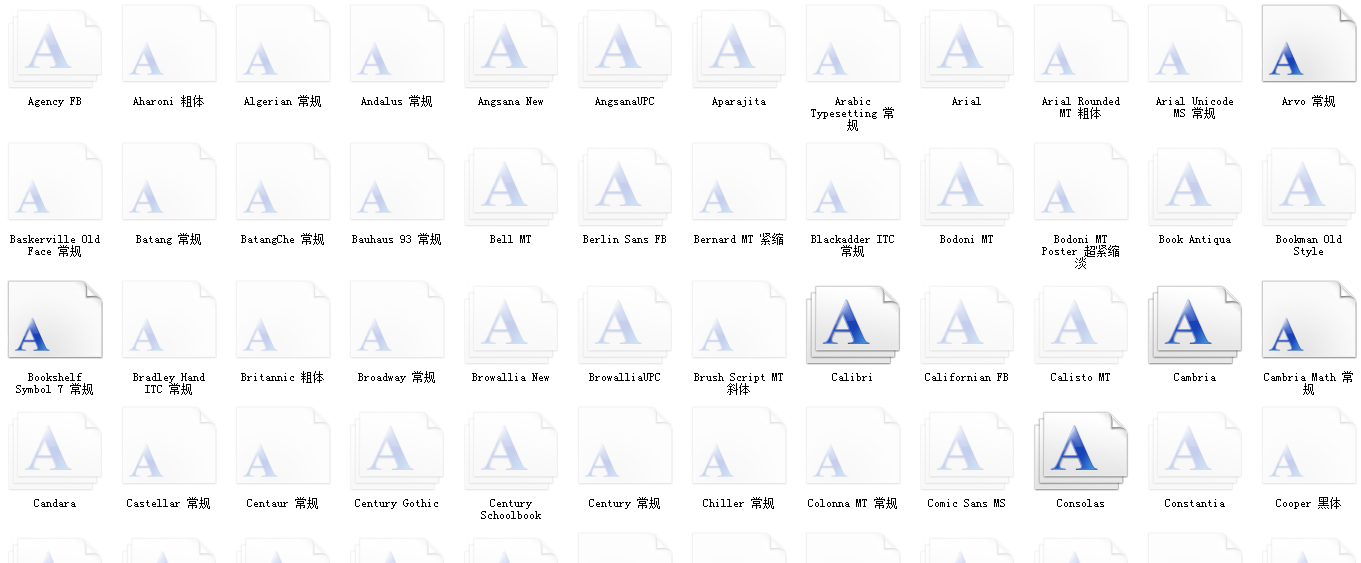 Agency FB
Aharoni 粗体
Algerian 常规
Andalus 常规
Angsana New
AngsanaUPC
Aparajita
Arabic
Typesetting 常
规
Arial
Arial Rounded
MT 粗体
Arial Unicode
MS 常规
Arvo 常规
Baskerville Old
Face 常规
Batang 常规
BatangChe 常规
Bauhaus 93 常规
Bell MT
Berlin Sans FB
Bernard MT 紧缩
Blackadder ITC
常规
Bodoni MT
Bodoni MT
Poster 超紧缩
淡
Book Antiqua
Bookman Old
Style
Bookshelf
Symbol 7 常规
Bradley Hand
ITC 常规
Britannic 粗体
Broadway 常规
Browallia New
BrowalliaUPC
Brush Script MT
斜体
Calibri
Californian FB
Calisto MT
Cambria
Cambria Math 常
规
Candara
Castellar 常规
Centaur 常规
Century Gothic
Century
Schoolbook
Century 常规
Chiller 常规
Colonna MT 常规
Comic Sans MS
Consolas
Constantia
Cooper 黑体